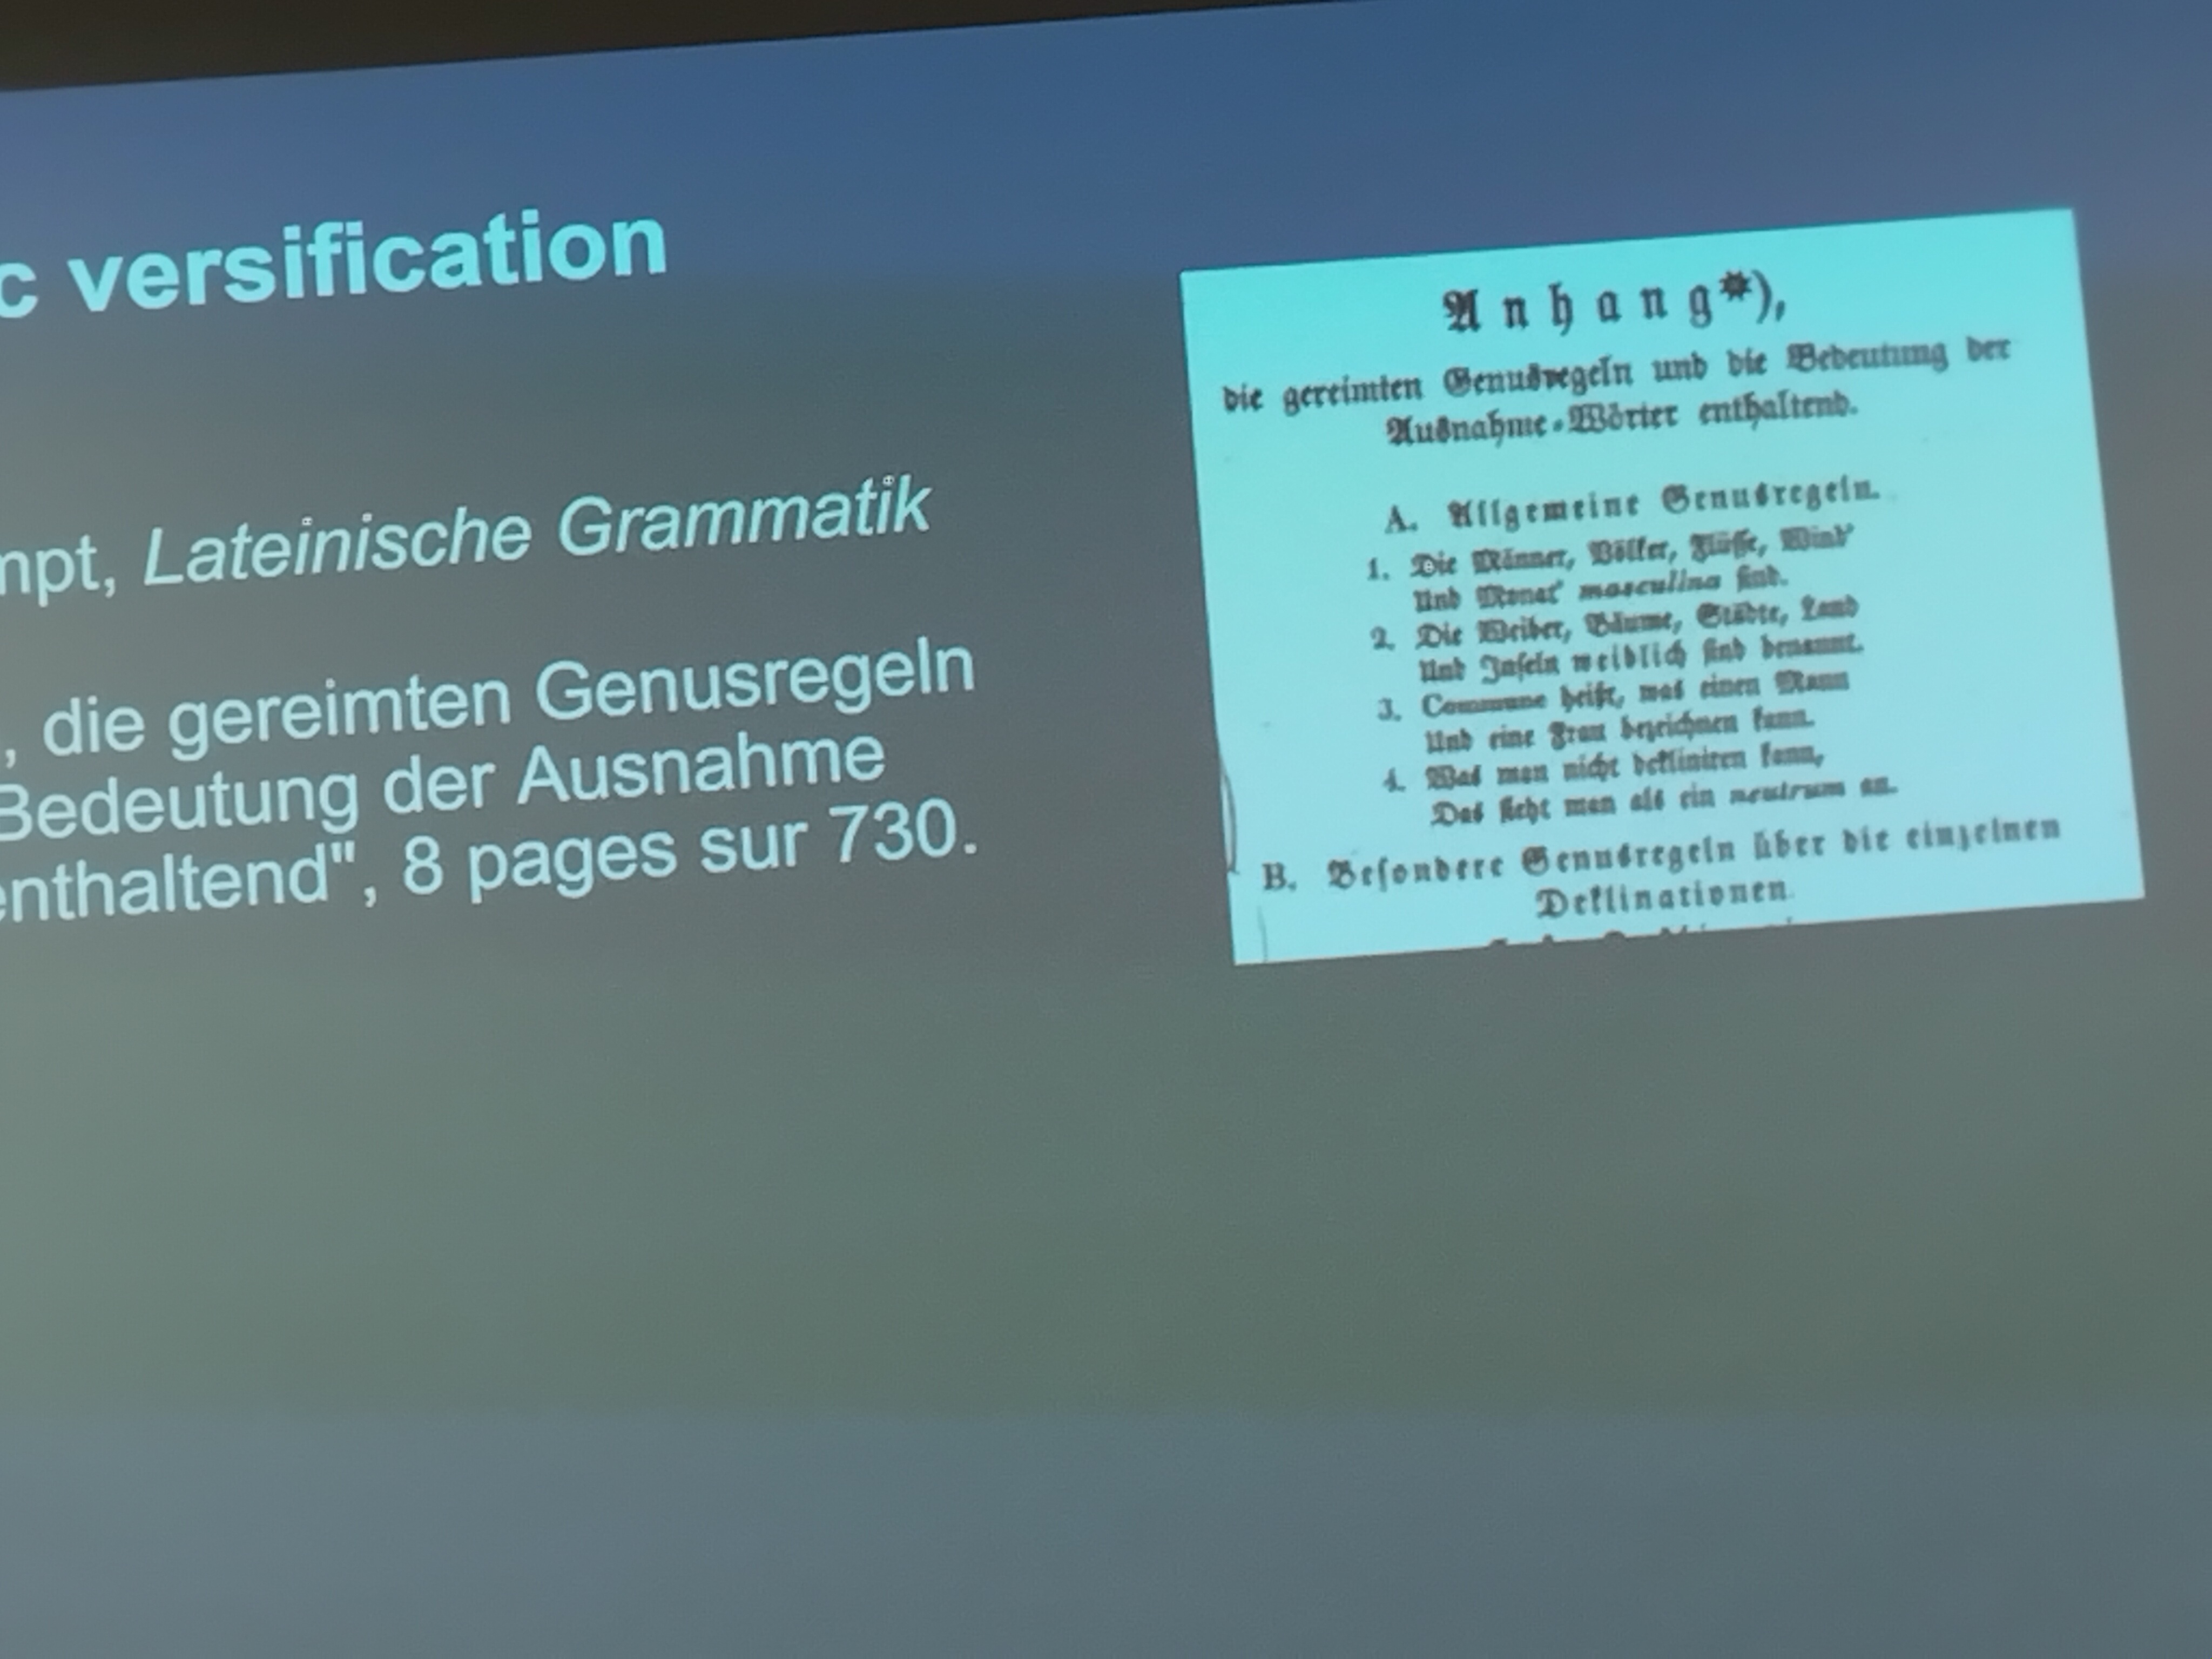 c versification
mpt, Lateinische Grammatik
, die gereimten Genusregeln
Bedeutung der Ausnahme
enthaltend", 8 pages sur 730.
Anhang*),
die gereimten Genusregeln und die Bedeutung der
Ausnahme-Wörter enthaltend.
A. Allgemeine Genusregeln.
1. Die Männer, Völker, Flüsse, Wind'
Und Monat' masculina sind.
2. Die Weiber, Bäume, Städte, Land
Und Inseln weiblich sind benannt.
3. Commune heißt, was einen Mann
Und eine Frau bezeichnen kann.
4. Was man nicht dekliniren kann,
Das sieht man als ein neutrum an.
B. Besondere Genusregeln über die einzelnen
Deklinationen.